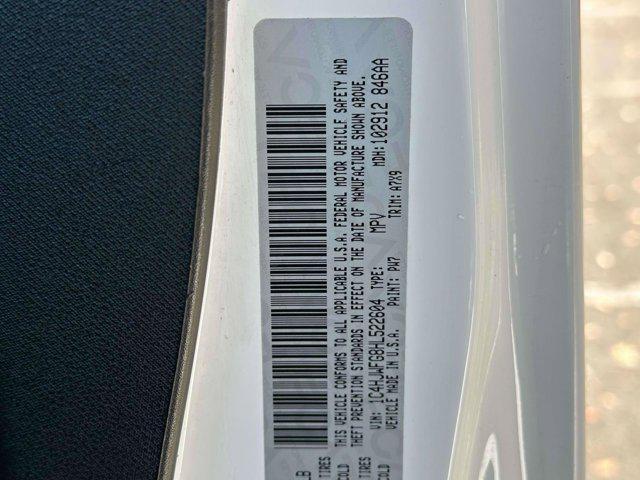 LB
TIRES
COLD
THIS VEHICLE CONFORMS TO ALL APPLICABLE U.S.A. FEDERAL MOTOR VEHICLE SAFETY AND
THEFT PREVENTION STANDARDS IN EFFECT ON THE DATE OF MANUFACTURE SHOWN ABOVE.
TIRES
COLD
VIN: 1C4HJWFG8HL522604 TYPE: MPV MDH:102912 846AA
VEHICLE MADE IN U.S.A. PAINT: PW7 TRIM: A7X9